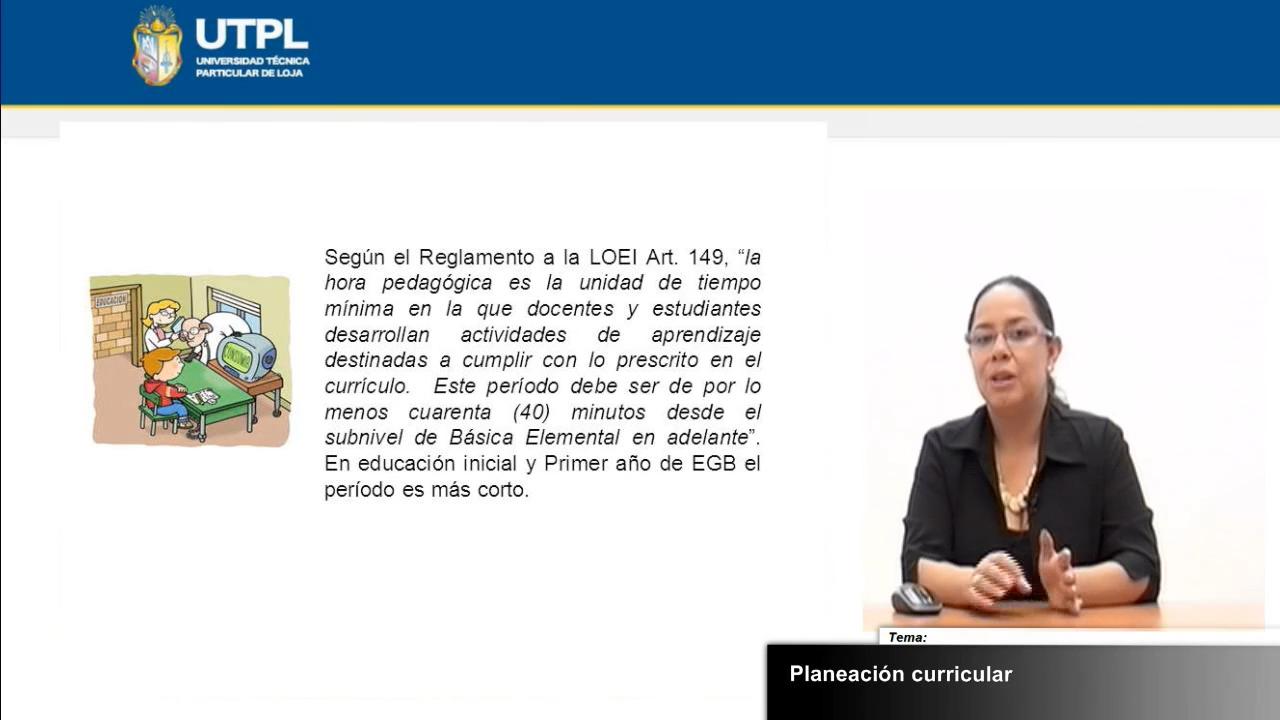 UTPL
UNIVERSIDAD TÉCNICA
PARTICULAR DE LOJA
Según el Reglamento a la LOEI Art. 149, “la
hora pedagógica es la unidad de tiempo
mínima en la que docentes y estudiantes
desarrollan actividades de aprendizaje
destinadas a cumplir con lo prescrito en el
currículo. Este período debe ser de por lo
menos cuarenta (40) minutos desde el
subnivel de Básica Elemental en adelante”.
En educación inicial y Primer año de EGB el
período es más corto.
EDUCACIÓN
Tema:
Planeación curricular